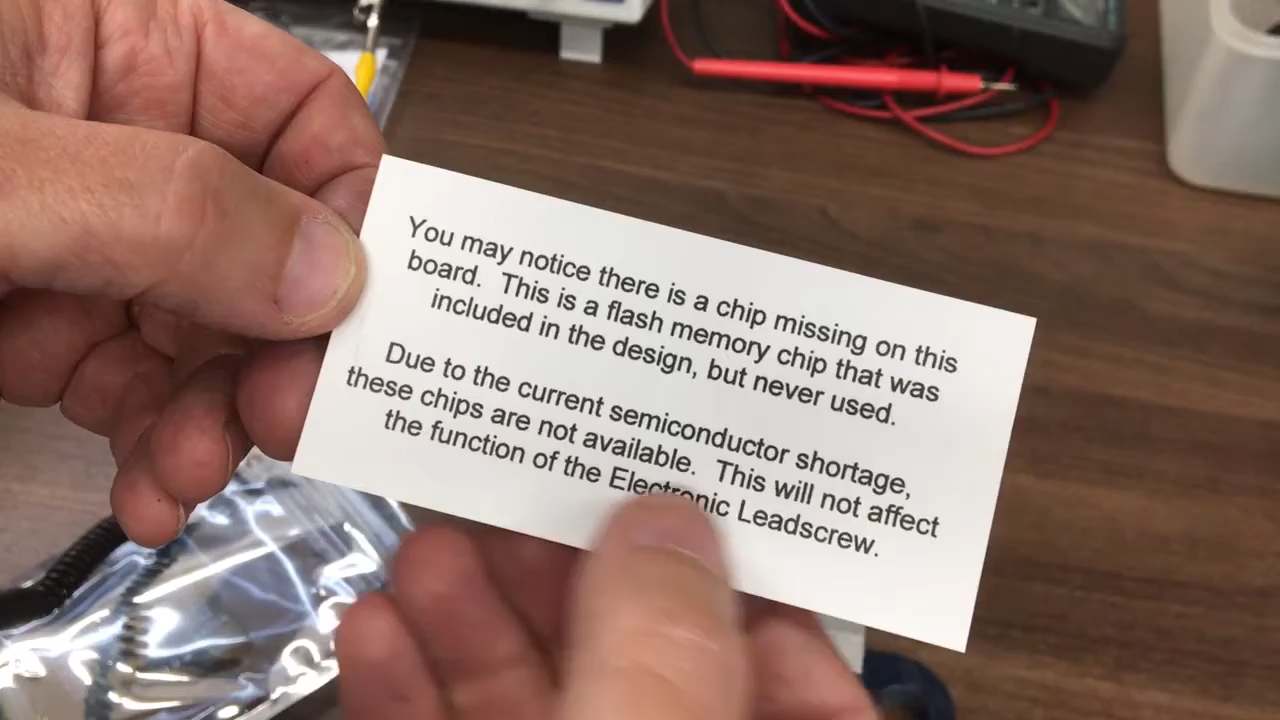 You may notice there is a chip missing on this
board. This is a flash memory chip that was
included in the design, but never used.
Due to the current semiconductor shortage,
these chips are not available. This will not affect
the function of the Electronic Leadscrew.